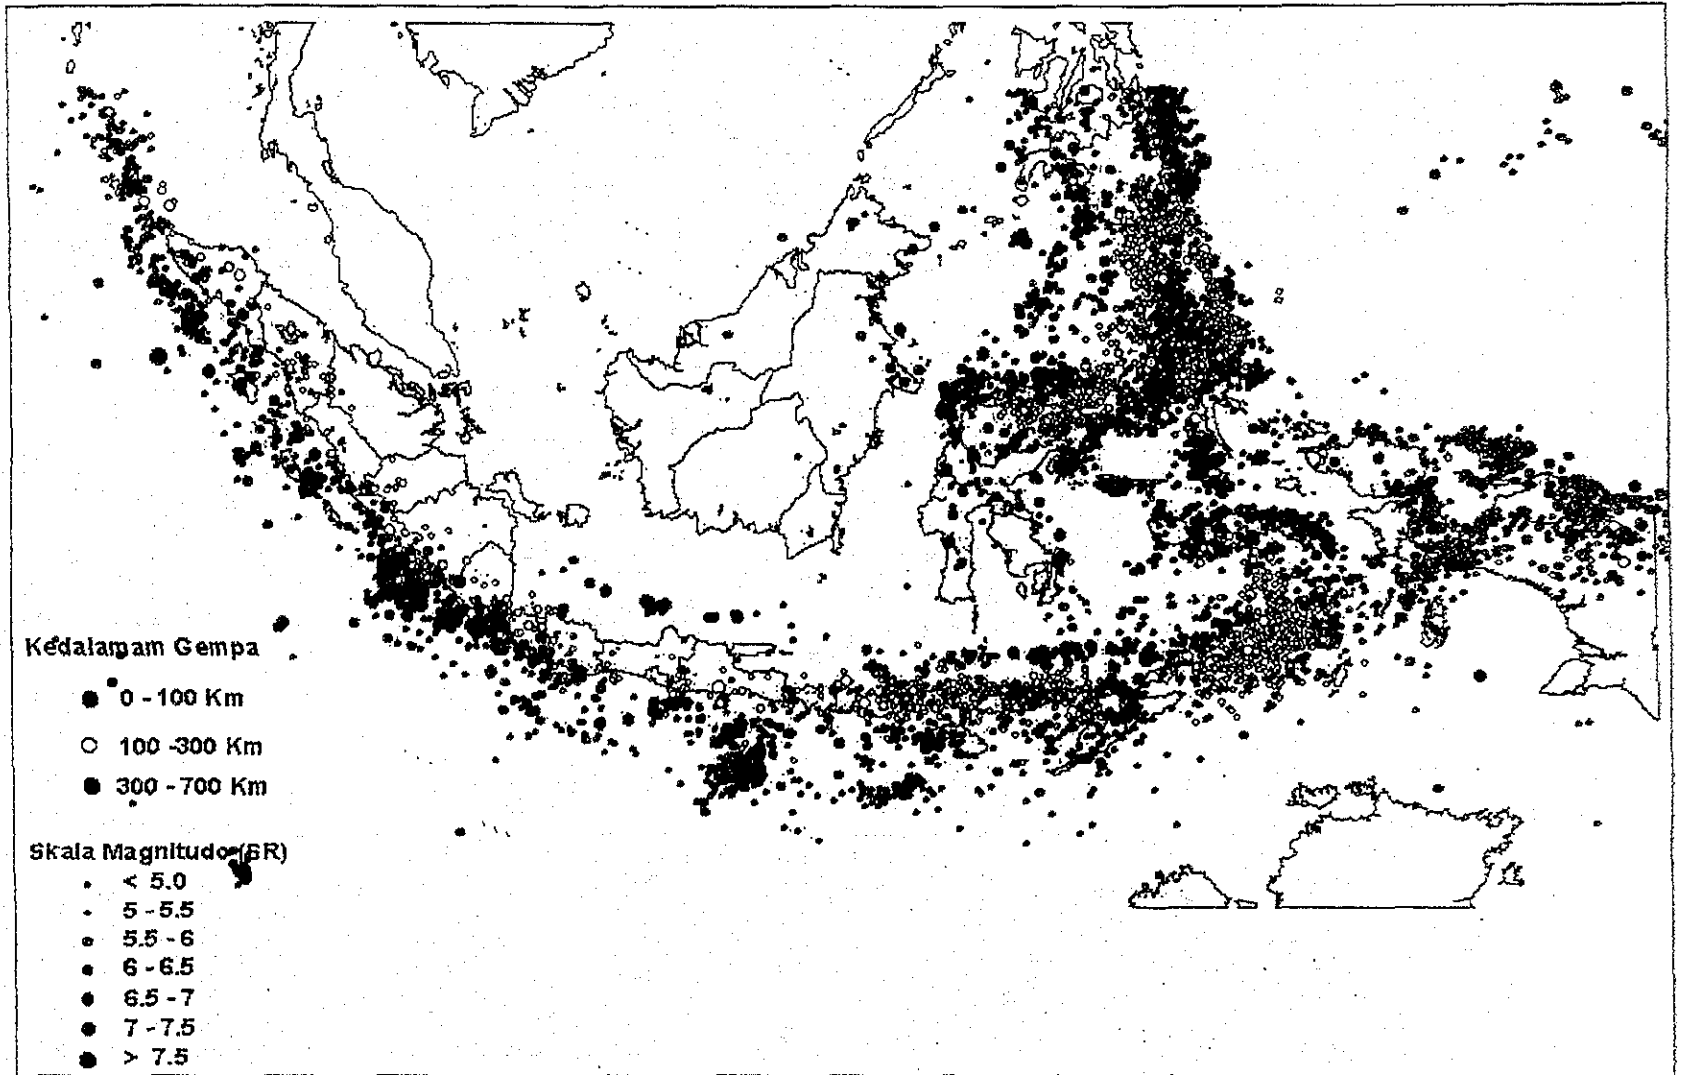 Kedalamam Gempa
0 - 100 Km
100 -300 Km
300 - 700 Km
Skala Magnitudo (SR)
< 5.0
5 - 5.5
5.5 - 6
6 - 6.5
6.5 - 7
7 - 7.5
> 7.5